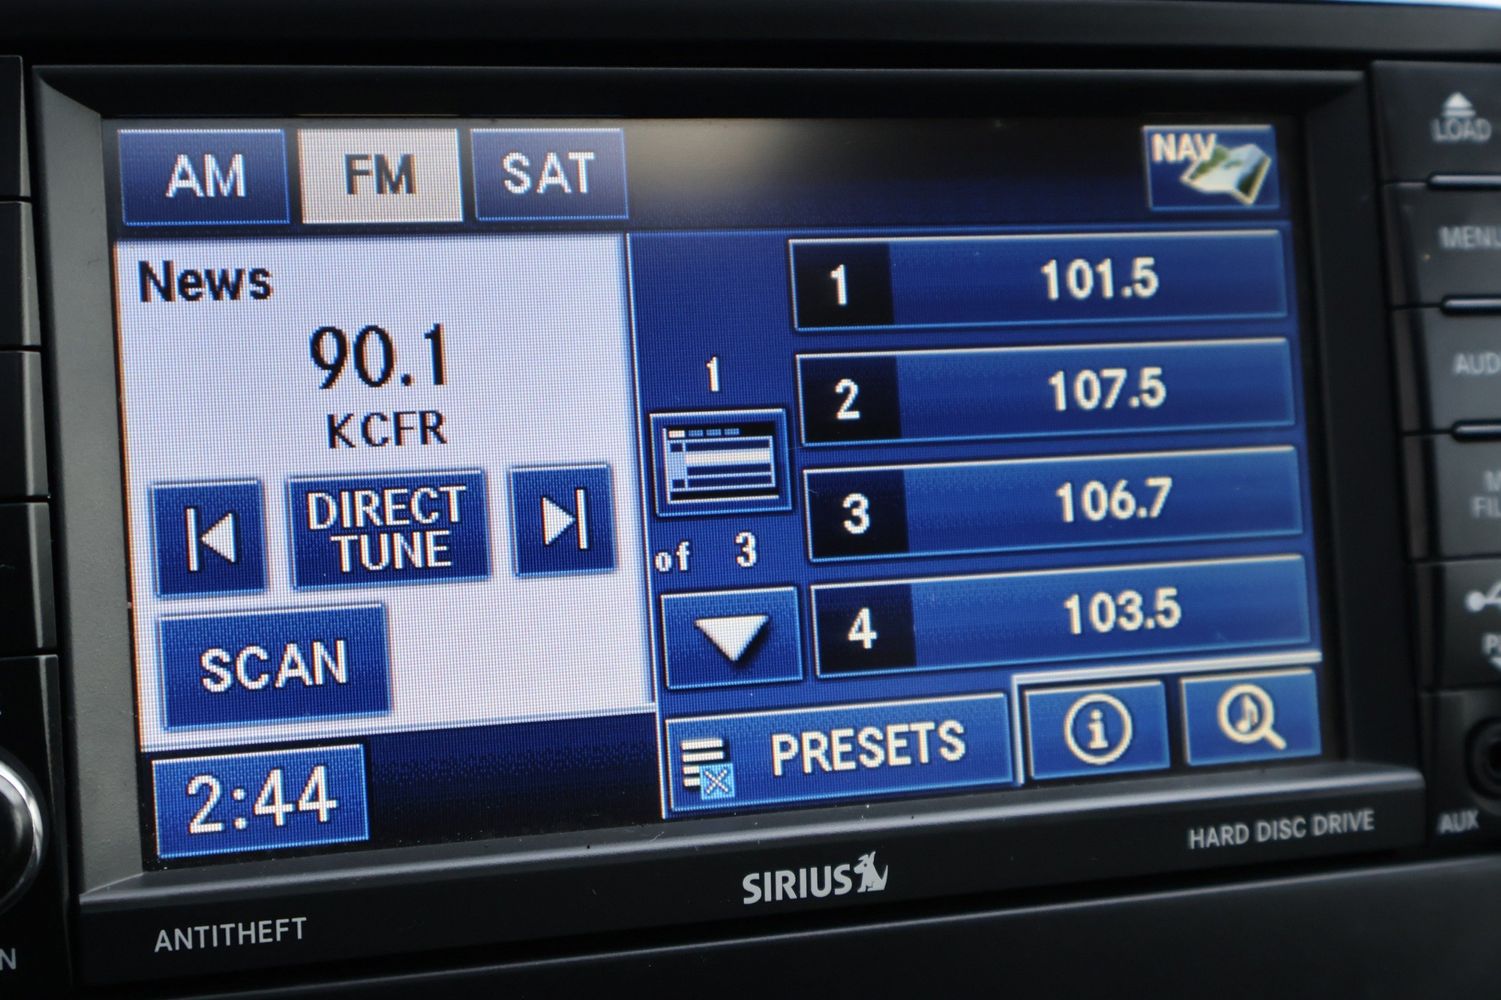 AM FM SAT NAV
News
90.1
KCFR
DIRECT
TUNE
SCAN
2:44
1
of 3
1 101.5
2 107.5
3 106.7
4 103.5
PRESETS
i
SIRIUS
HARD DISC DRIVE
ANTITHEFT
LOAD
MENU
AUX